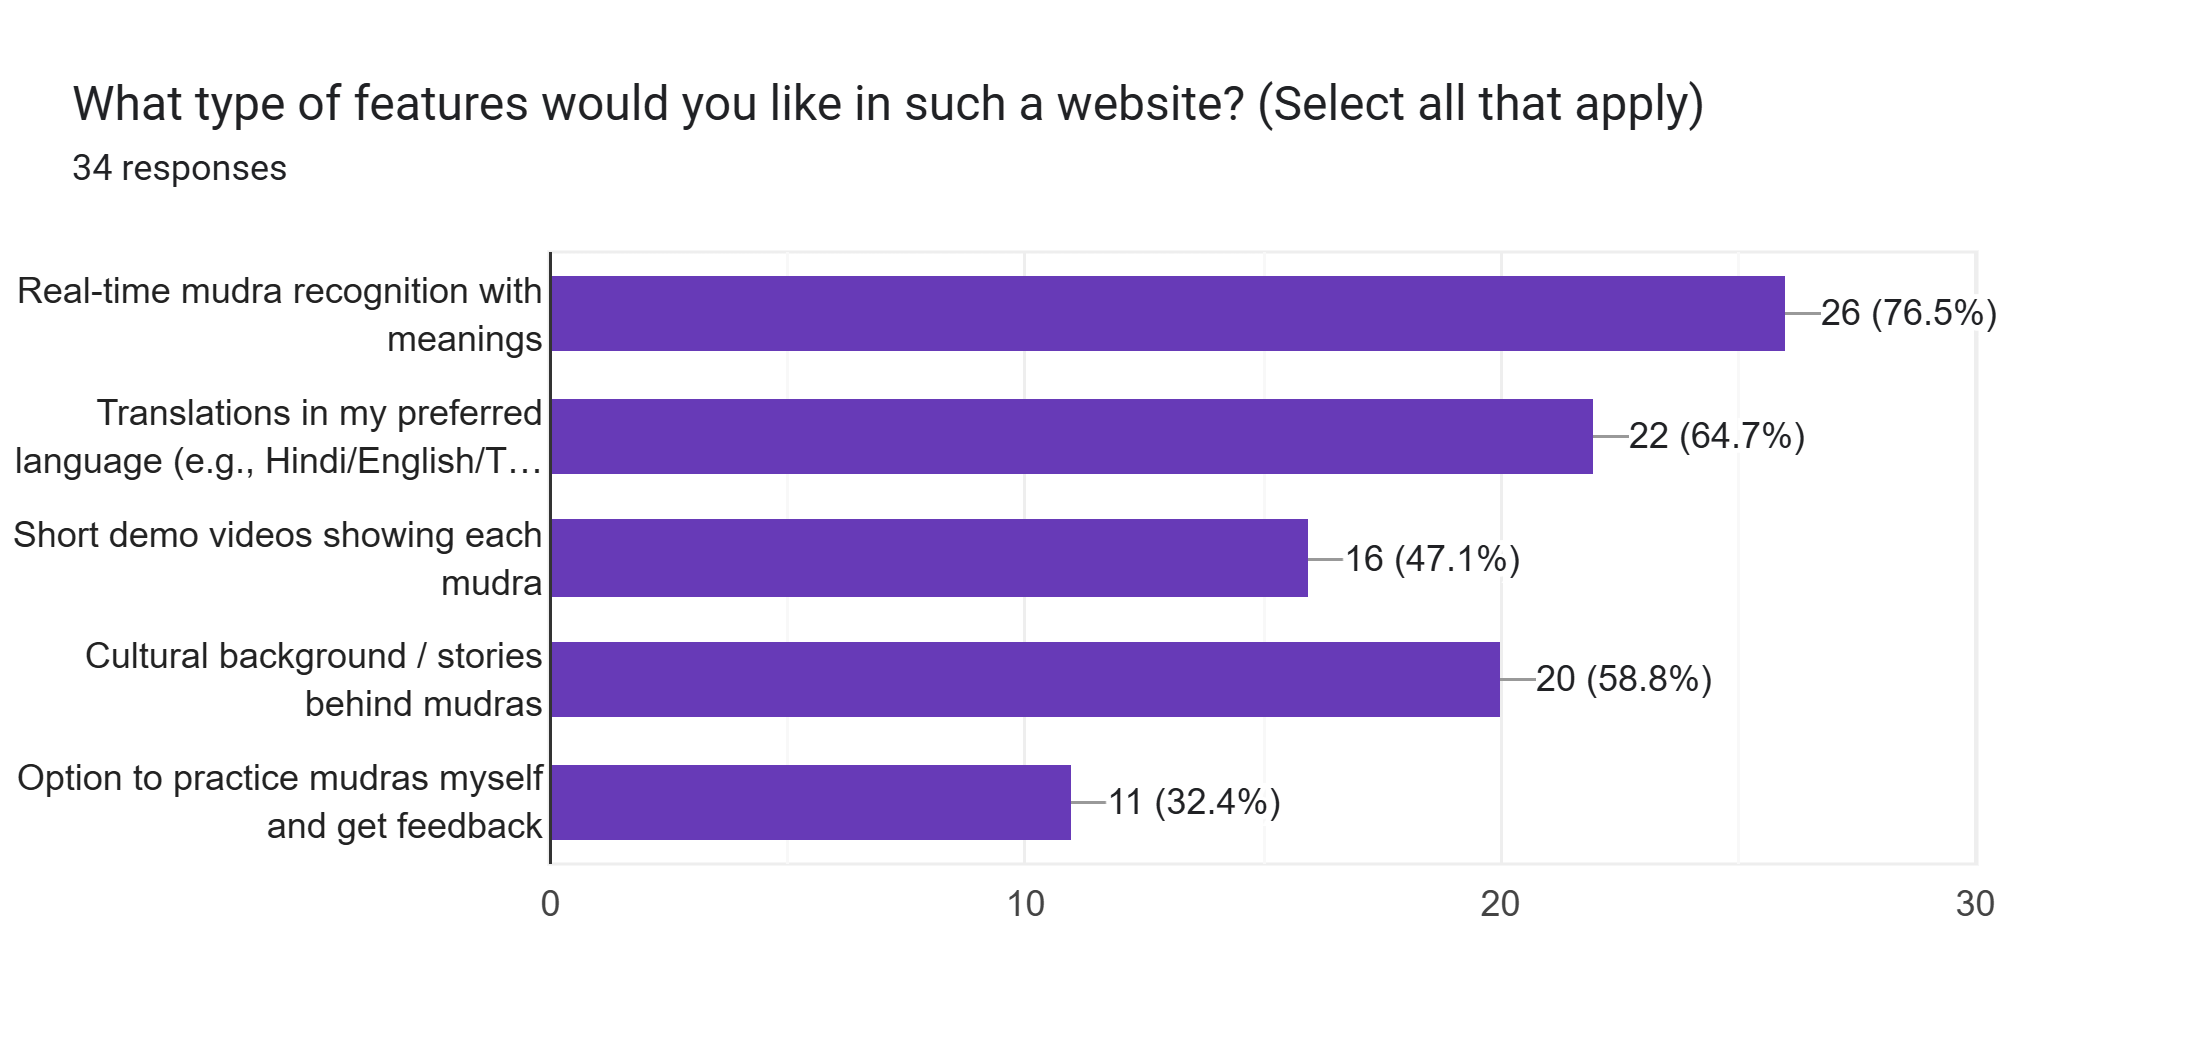 What type of features would you like in such a website? (Select all that apply)
34 responses
Real-time mudra recognition with
meanings
26 (76.5%)
Translations in my preferred
language (e.g., Hindi/English/T…
22 (64.7%)
Short demo videos showing each
mudra
16 (47.1%)
Cultural background / stories
behind mudras
20 (58.8%)
Option to practice mudras myself
and get feedback
11 (32.4%)
0 10 20 30